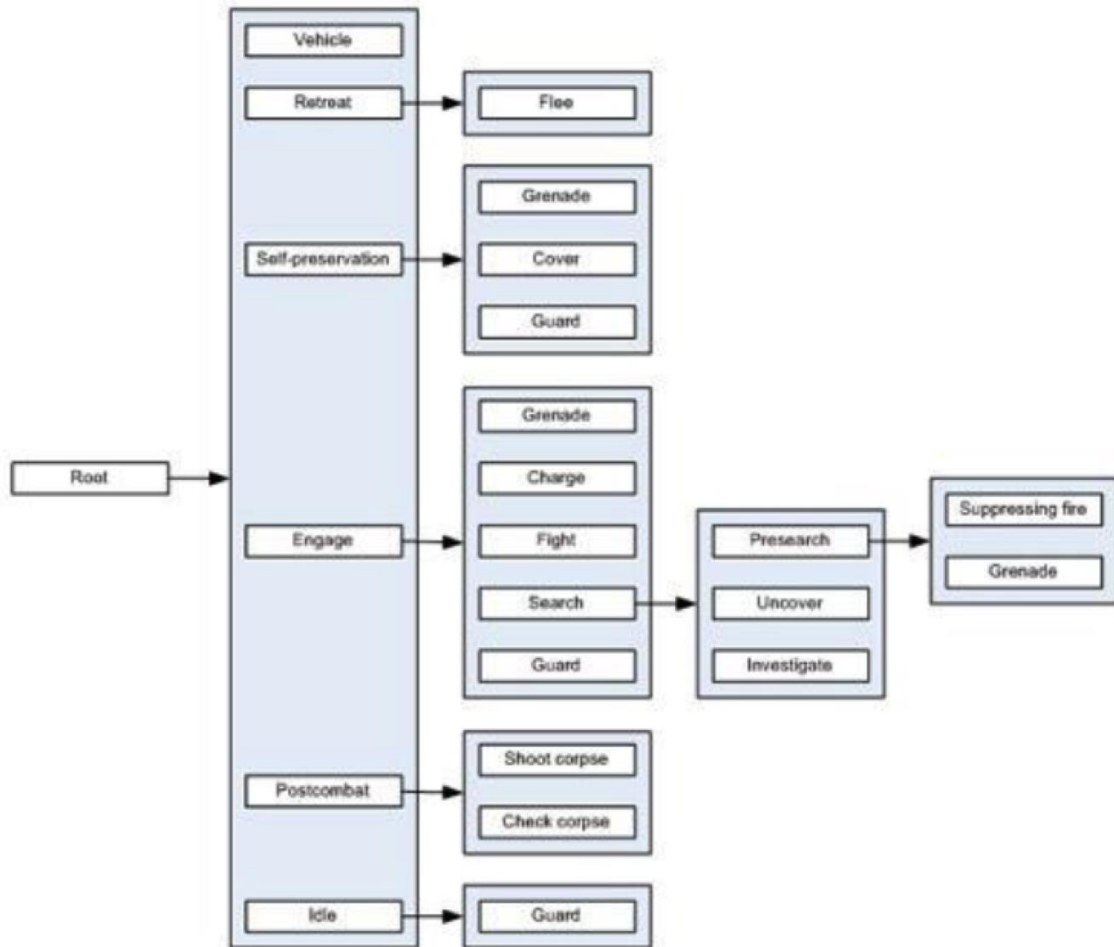 Vehicle
Retreat
Flee
Grenade
Self-preservation
Cover
Guard
Grenade
Root
Charge
Engage
Fight
Search
Guard
Presearch
Uncover
Investigate
Suppressing fire
Grenade
Postcombat
Shoot corpse
Check corpse
Idle
Guard